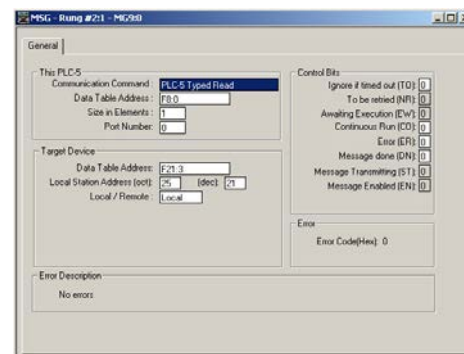 MSG - Rung #2:1 - MG9:0
General
This PLC-5
Communication Command : PLC-5 Typed Read
Data Table Address : F8:0
Size in Elements : 1
Port Number: 0
Target Device
Data Table Address: F21:3
Local Station Address (oct): 25 (dec): 21
Local / Remote : Local
Control Bits
Ignore if timed out (TO): 0
To be retried (NR): 0
Awaiting Execution (EW): 0
Continuous Run (CO): 0
Error (ER): 0
Message done (DN): 0
Message Transmitting (ST): 0
Message Enabled (EN): 0
Error
Error Code(Hex): 0
Error Description
No errors